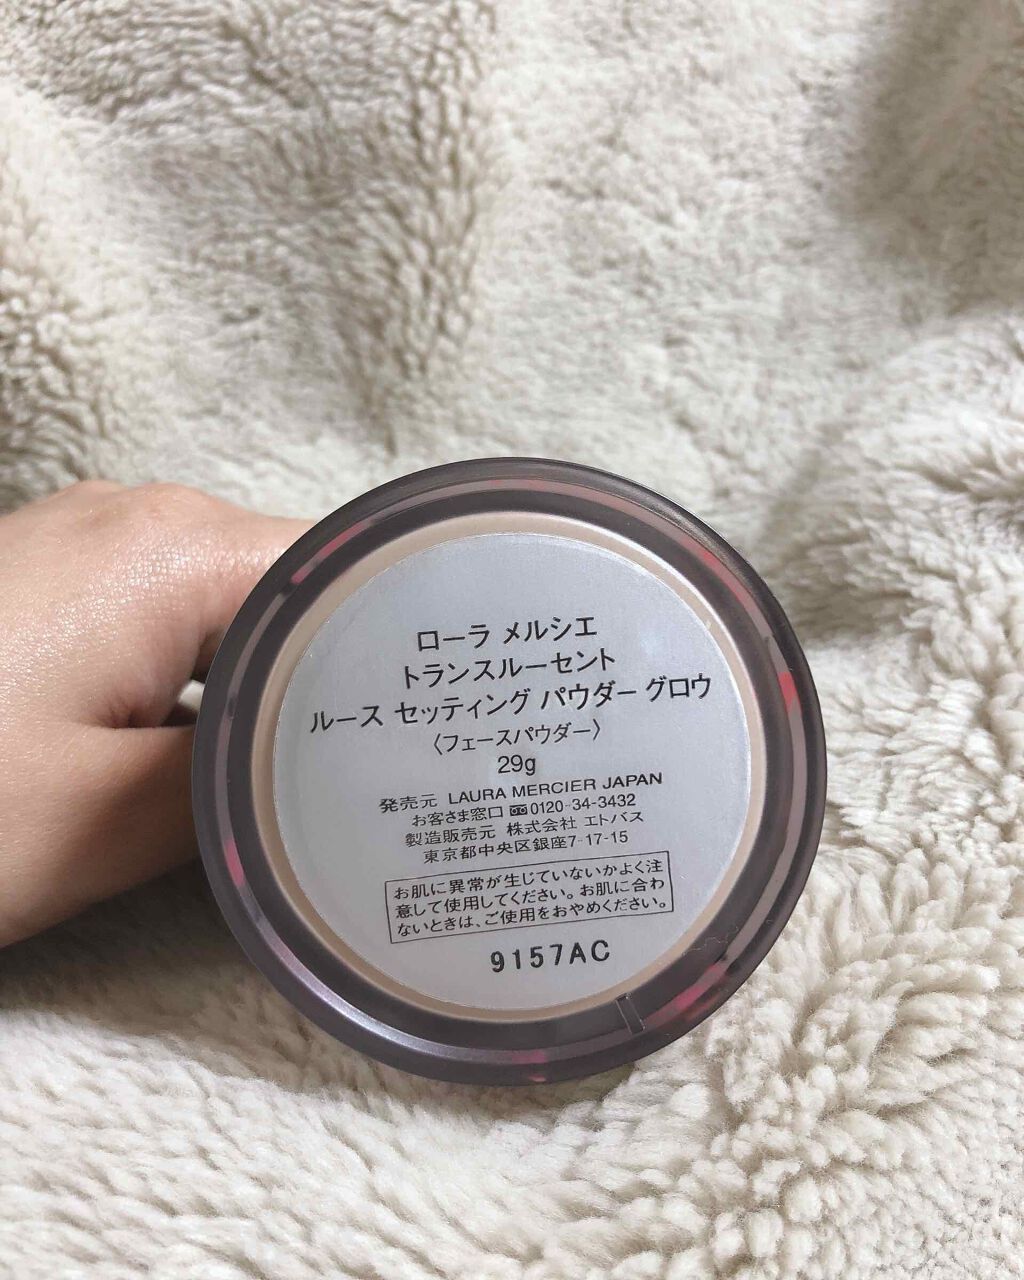 ローラ メルシエ
トランスルーセント
ルース セッティング パウダー グロウ
〈フェースパウダー〉
29g
発売元 LAURA MERCIER JAPAN
お客さま窓口 0120-34-3432
製造販売元 株式会社 エトバス
東京都中央区銀座7-17-15
お肌に異常が生じていないかよく注
意して使用してください。お肌に合わ
ないときは、ご使用をおやめください。
9157AC